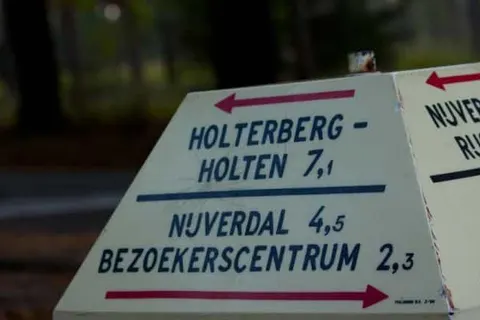 HOLTERBERG-
HOLTEN 7,1
NIJVERDAL 4,5
BEZOEKERSCENTRUM 2,3